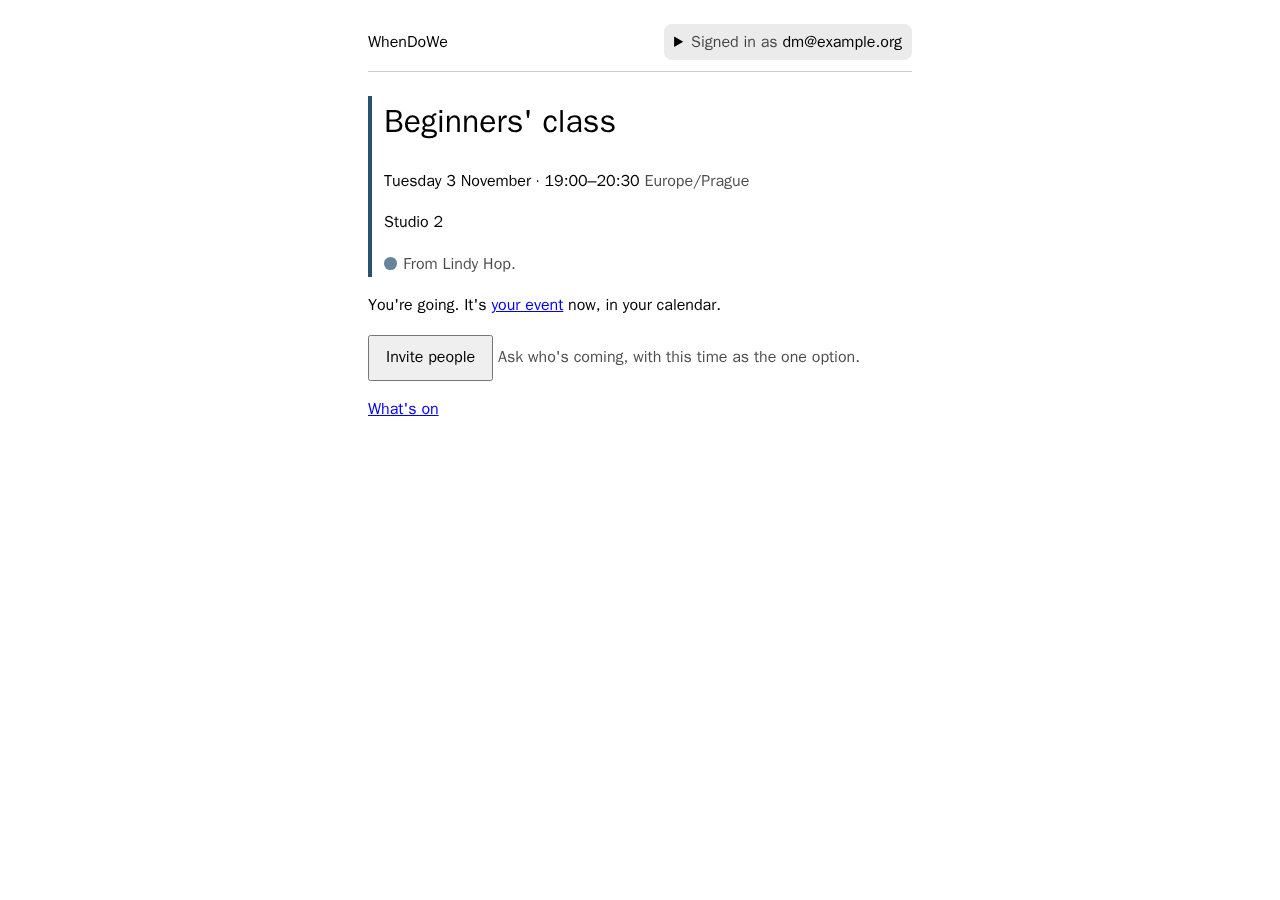 WhenDoWe
Signed in as dm@example.org
Beginners' class
Tuesday 3 November · 19:00–20:30 Europe/Prague
Studio 2
From Lindy Hop.
You're going. It's your event now, in your calendar.
Invite people Ask who's coming, with this time as the one option.
What's on